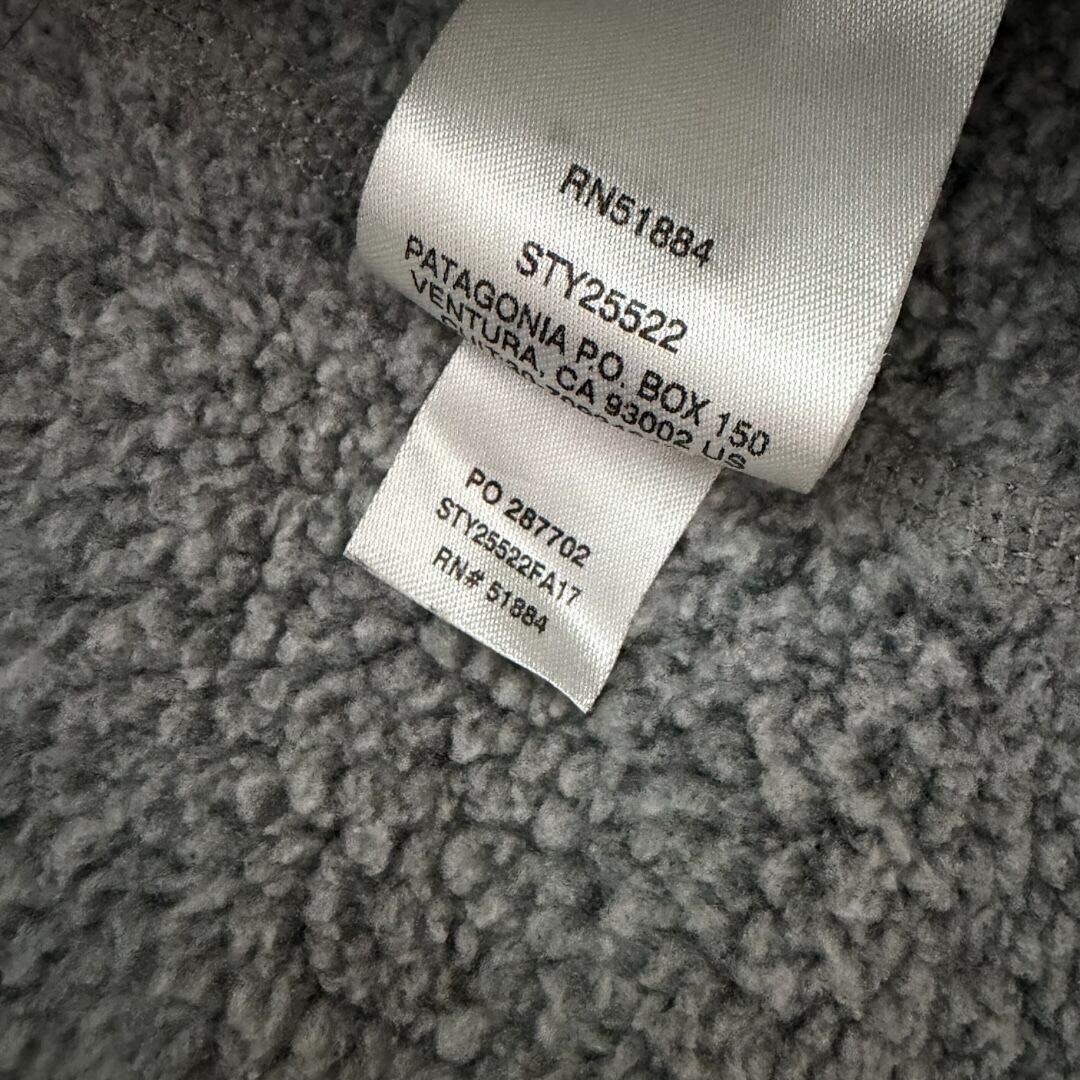 RN51884
STY25522
PATAGONIA P.O. BOX 150
VENTURA, CA 93002 US
PO 287702
STY25522FA17
RN# 51884